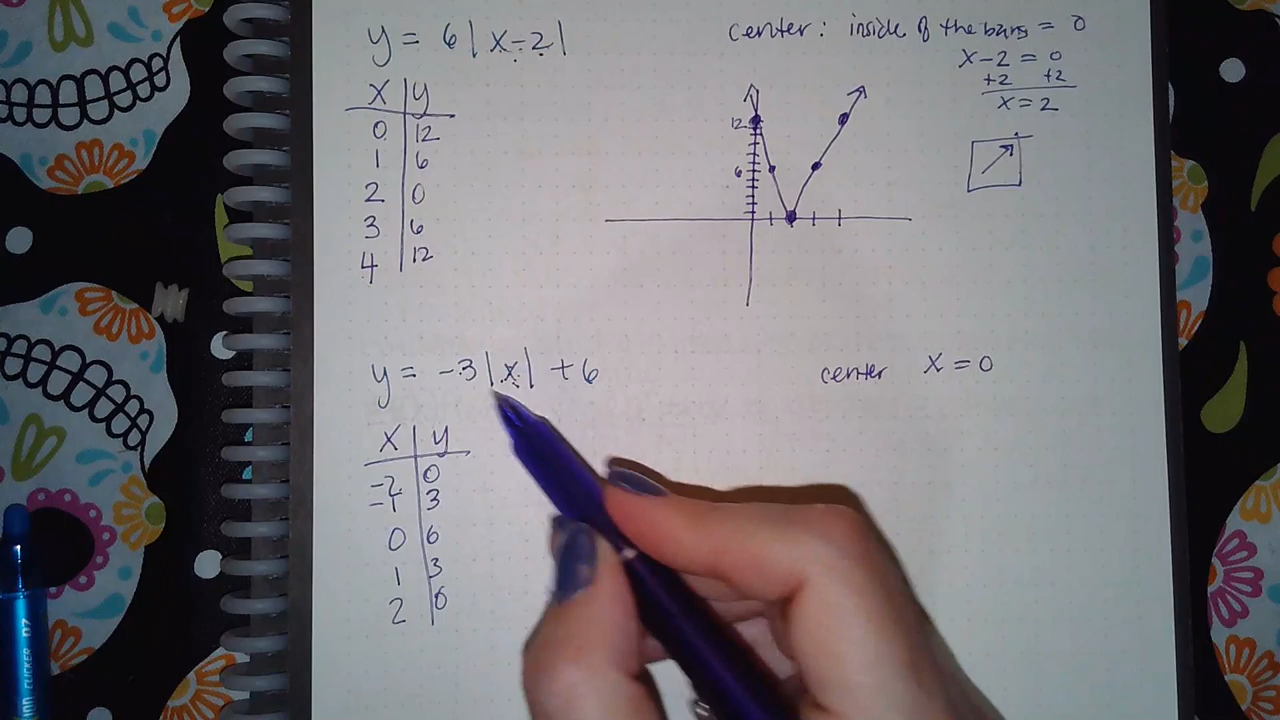 y = 6|x-2|
center: inside of the bars = 0
x-2 = 0
+2 +2
x = 2
x y
0 12
1 6
2 0
3 6
4 12
12
6
y = -3|x| + 6
center x = 0
x y
-2 0
-1 3
0 6
1 3
2 0
CLICKER